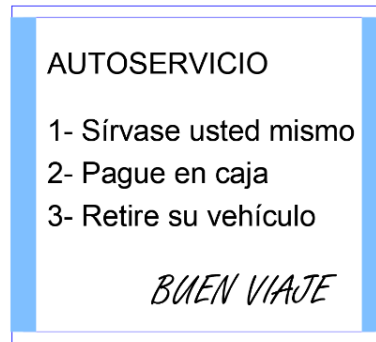 AUTOSERVICIO
1- Sírvase usted mismo
2- Pague en caja
3- Retire su vehículo
BUEN VIAJE